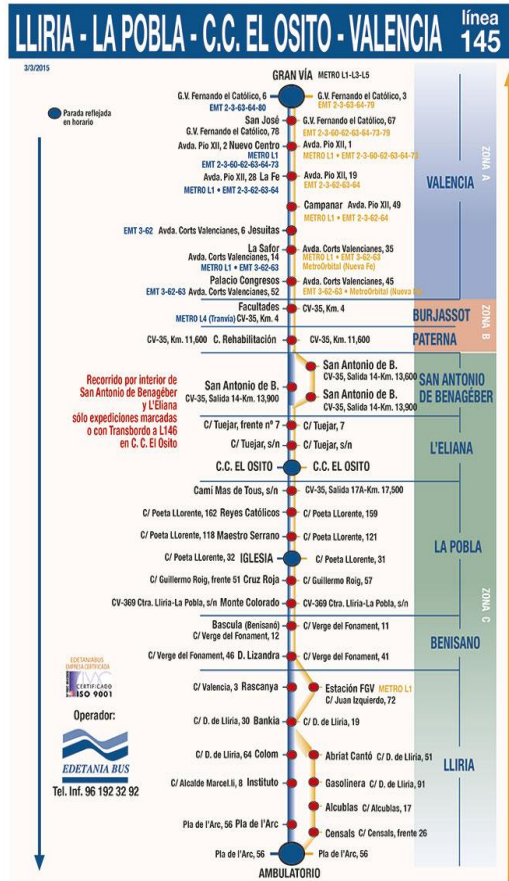 LLIRIA - LA POBLA - C.C. EL OSITO - VALENCIA
línea
145
3/3/2015
Parada reflejada
en horario
GRAN VÍA METRO L1-L3-L5
G.V. Fernando el Católico, 6
G.V. Fernando el Católico, 3
EMT 2-3-63-64-80
EMT 2-3-63-64-79
San José
G.V. Fernando el Católico, 67
G.V. Fernando el Católico, 78
EMT 2-3-60-62-63-64-73-79
Avda. Pio XII, 2 Nuevo Centro
Avda. Pio XII, 1
METRO L1
METRO L1 • EMT 2-3-60-62-63-64-73
EMT 2-3-60-62-63-64-73
Avda. Pio XII, 28 La Fe
Avda. Pio XII, 19
METRO L1 • EMT 2-3-62-63-64
EMT 2-3-62-63-64
Campanar Avda. Pio XII, 49
METRO L1 • EMT 2-3-62-64
EMT 3-62 Avda. Corts Valencianes, 6 Jesuitas
La Safor
Avda. Corts Valencianes, 35
Avda. Corts Valencianes, 14
METRO L1 • EMT 3-62-63
METRO L1 • EMT 3-62-63
MetroOrbital (Nueva Fe)
Palacio Congresos
Avda. Corts Valencianes, 45
EMT 3-62-63 Avda. Corts Valencianes, 52
EMT 3-62-63 • MetroOrbital (Nueva Fe)
ZONA A
VALENCIA
Facultades
CV-35, Km. 4
METRO L4 (Tranvía) CV-35, Km. 4
BURJASSOT
ZONA B
CV-35, Km. 11,600 C. Rehabilitación
CV-35, Km. 11,600
PATERNA
San Antonio de B.
CV-35, Salida 14-Km. 13,600
San Antonio de B.
CV-35, Salida 14-Km. 13,900
San Antonio de B.
CV-35, Salida 14-Km. 13,900
SAN ANTONIO
DE BENAGÉBER
Recorrido por interior de
San Antonio de Benagéber
y L'Eliana
sólo expediciones marcadas
o con Transbordo a L146
en C. C. El Osito
C/ Tuejar, frente nº 7
C/ Tuejar, 7
C/ Tuejar, s/n
C/ Tuejar, s/n
L'ELIANA
C.C. EL OSITO
C.C. EL OSITO
Camí Mas de Tous, s/n
CV-35, Salida 17A-Km. 17,500
C/ Poeta LLorente, 162 Reyes Católicos
C/ Poeta LLorente, 159
C/ Poeta LLorente, 118 Maestro Serrano
C/ Poeta LLorente, 121
C/ Poeta LLorente, 32 IGLESIA
C/ Poeta LLorente, 31
LA POBLA
C/ Guillermo Roig, frente 51 Cruz Roja
C/ Guillermo Roig, 57
CV-369 Ctra. Lliria-La Pobla, s/n Monte Colorado
CV-369 Ctra. Lliria-La Pobla, s/n
ZONA C
Bascula (Benisanó)
C/ Verge del Fonament, 11
C/ Verge del Fonament, 12
BENISANO
C/ Verge del Fonament, 46 D. Lizandra
C/ Verge del Fonament, 41
C/ Valencia, 3 Rascanya
Estación FGV METRO L1
C/ Juan Izquierdo, 72
C/ D. de Lliria, 30 Bankia
C/ D. de Lliria, 19
C/ D. de Lliria, 64 Colom
Abriat Cantó C/ D. de Lliria, 51
LLIRIA
C/ Alcalde Marcel.lí, 8 Instituto
Gasolinera C/ D. de Lliria, 91
Alcublas C/ Alcublas, 17
Pla de l'Arc, 56 Pla de l'Arc
Censals C/ Censals, frente 26
Pla de l'Arc, 56
Pla de l'Arc, 56
AMBULATORIO
EDETANIABUS
EMPRESA CERTIFICADA
CERTIFICADO
ISO 9001
Operador:
EDETANIA BUS
Tel. Inf. 96 192 32 92